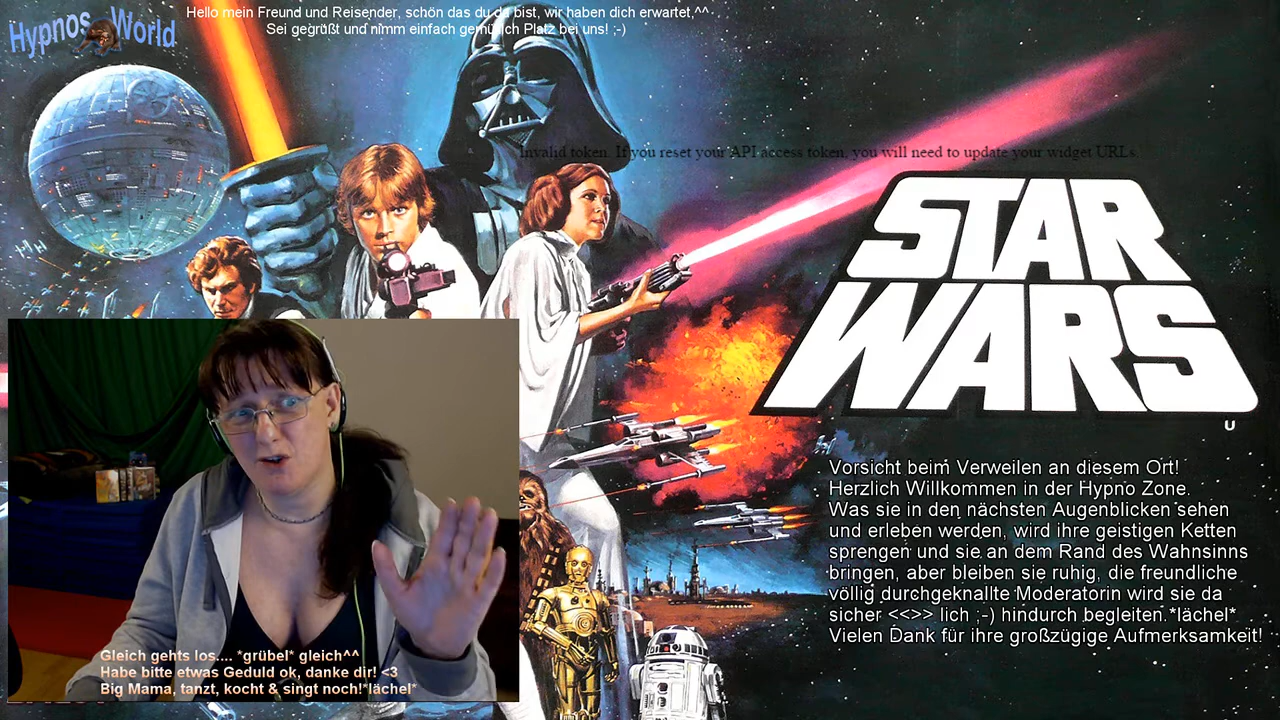 Hypnos World
Hello mein Freund und Reisender, schön das du da bist, wir haben dich erwartet,^^
Sei gegrüßt und nimm einfach gemütlich Platz bei uns! ;-)
Invalid token. If you reset your API access token, you will need to update your widget URLs.
STAR
WARS
U
Vorsicht beim Verweilen an diesem Ort!
Herzlich Willkommen in der Hypno Zone.
Was sie in den nächsten Augenblicken sehen
und erleben werden, wird ihre geistigen Ketten
sprengen und sie an dem Rand des Wahnsinns
bringen, aber bleiben sie ruhig, die freundliche
völlig durchgeknallte Moderatorin wird sie da
sicher <<>> lich ;-) hindurch begleiten.*lächel*
Vielen Dank für ihre großzügige Aufmerksamkeit!
Gleich gehts los.... *grübel* gleich^^
Habe bitte etwas Geduld ok, danke dir! <3
Big Mama, tanzt, kocht & singt noch!*lächel*